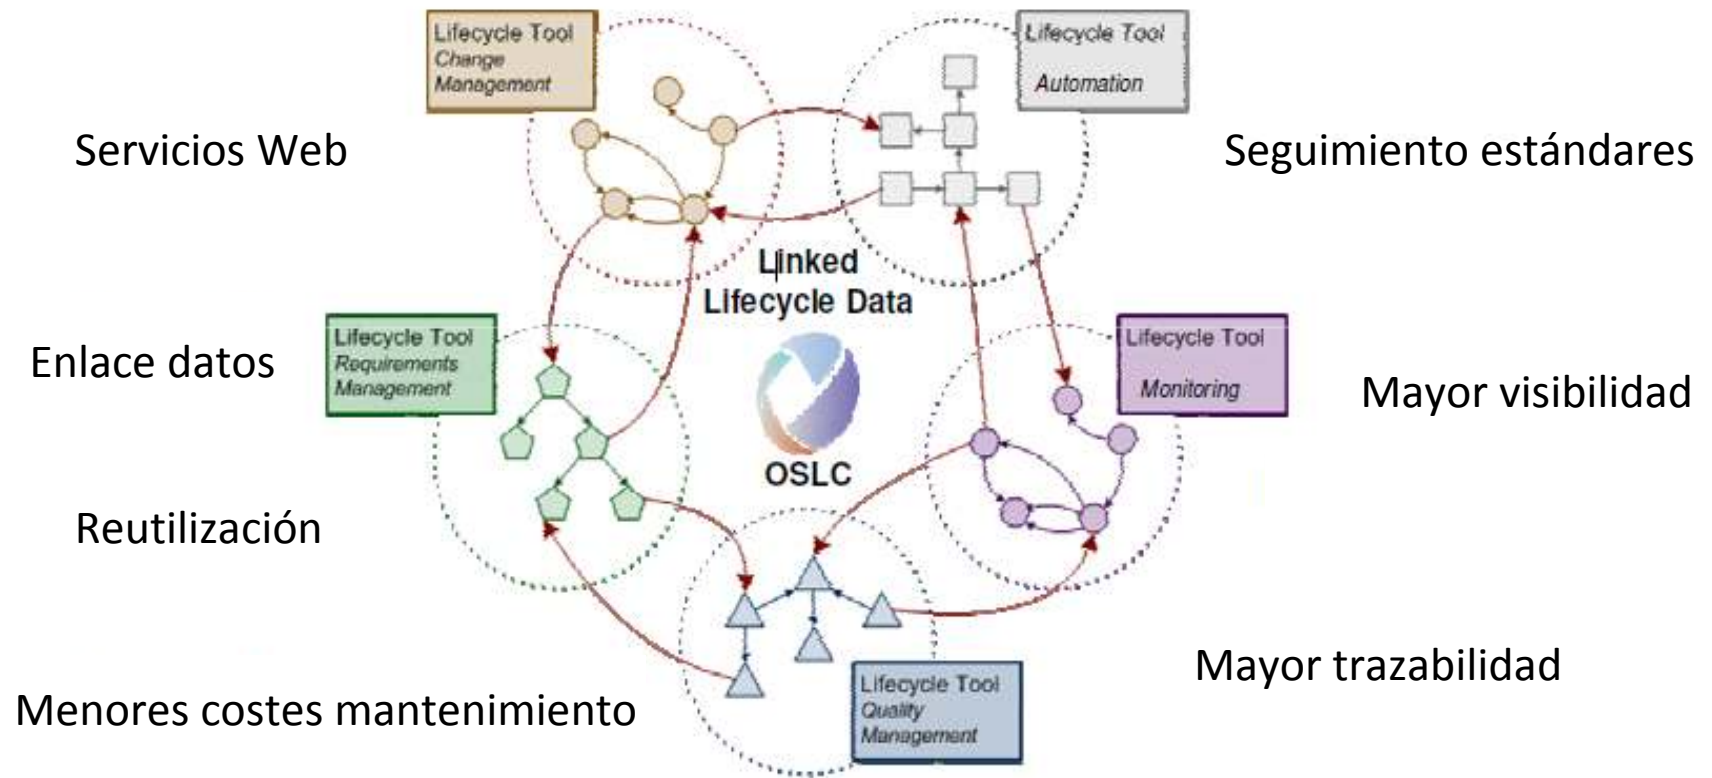 Lifecycle Tool
Change
Management
Lifecycle Tool
Automation
Servicios Web
Seguimiento estándares
Linked
Lifecycle Data
Lifecycle Tool
Requirements
Management
Lifecycle Tool
Monitoring
Enlace datos
Mayor visibilidad
OSLC
Reutilización
Mayor trazabilidad
Lifecycle Tool
Quality
Management
Menores costes mantenimiento